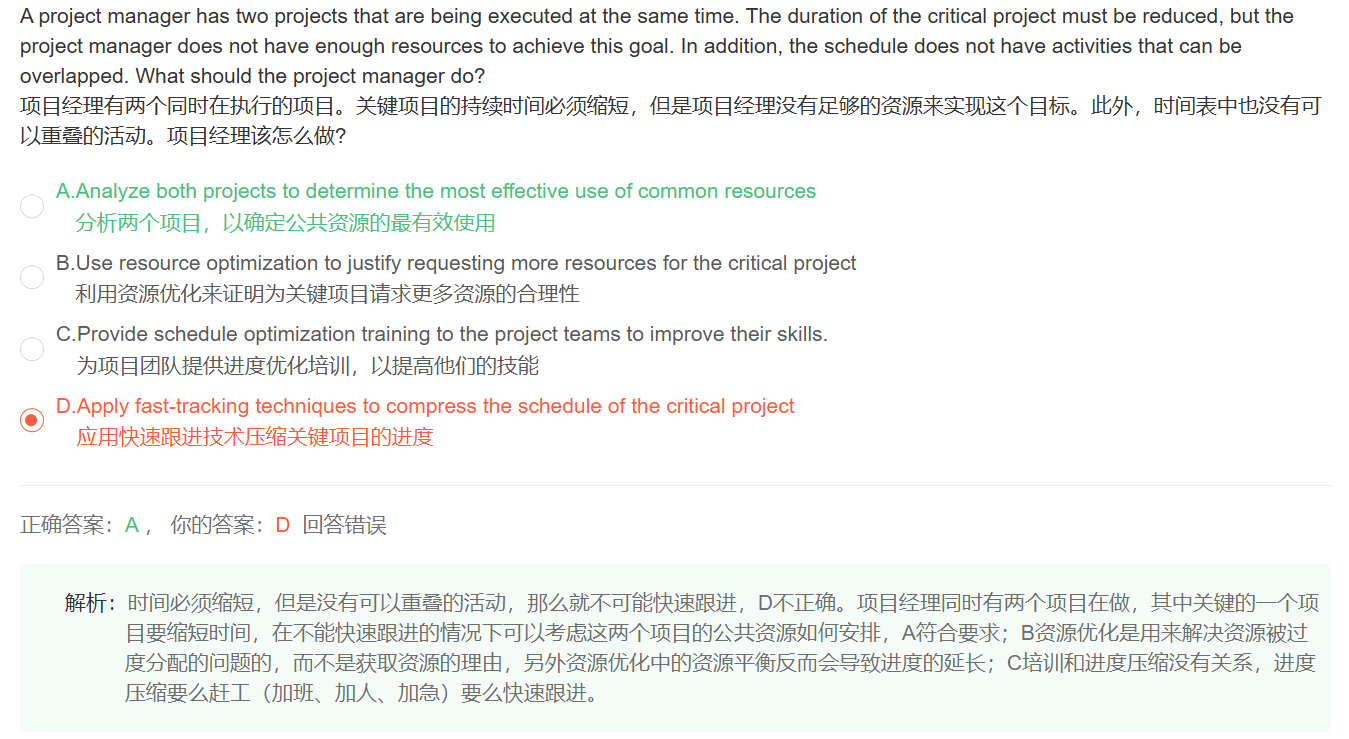 A project manager has two projects that are being executed at the same time. The duration of the critical project must be reduced, but the
project manager does not have enough resources to achieve this goal. In addition, the schedule does not have activities that can be
overlapped. What should the project manager do?
项目经理有两个同时在执行的项目。关键项目的持续时间必须缩短，但是项目经理没有足够的资源来实现这个目标。此外，时间表中也没有可
以重叠的活动。项目经理该怎么做?
A.Analyze both projects to determine the most effective use of common resources
分析两个项目，以确定公共资源的最有效使用
B.Use resource optimization to justify requesting more resources for the critical project
利用资源优化来证明为关键项目请求更多资源的合理性
C.Provide schedule optimization training to the project teams to improve their skills.
为项目团队提供进度优化培训，以提高他们的技能
D.Apply fast-tracking techniques to compress the schedule of the critical project
应用快速跟进技术压缩关键项目的进度
正确答案：A ， 你的答案：D 回答错误
解析：时间必须缩短，但是没有可以重叠的活动，那么就不可能快速跟进，D不正确。项目经理同时有两个项目在做，其中关键的一个项
目要缩短时间，在不能快速跟进的情况下可以考虑这两个项目的公共资源如何安排，A符合要求；B资源优化是用来解决资源被过
度分配的问题的，而不是获取资源的理由，另外资源优化中的资源平衡反而会导致进度的延长；C培训和进度压缩没有关系，进度
压缩要么赶工（加班、加人、加急）要么快速跟进。